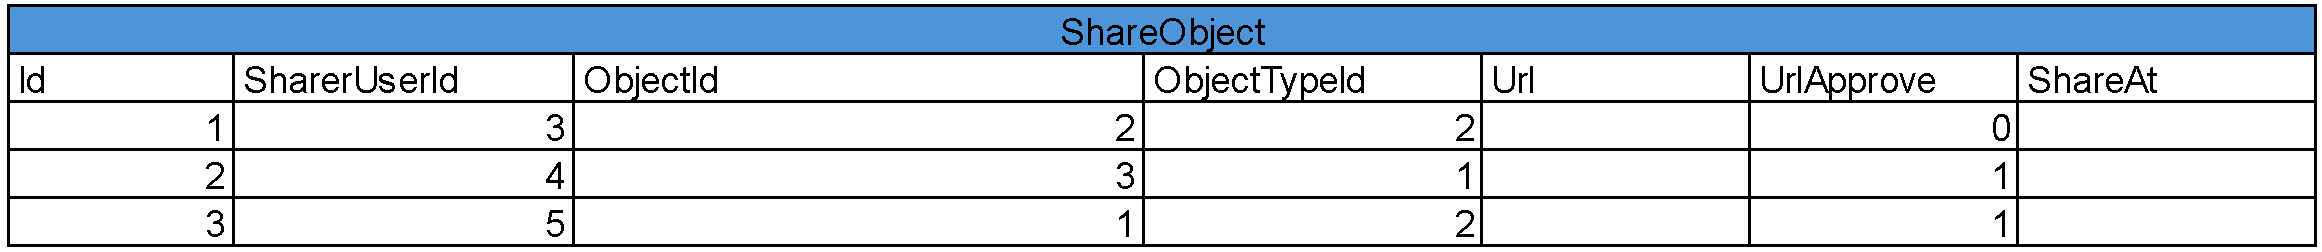 ShareObject
Id SharerUserId ObjectId ObjectTypeId Url UrlApprove ShareAt
1 3 2 2 0
2 4 3 1 1
3 5 1 2 1